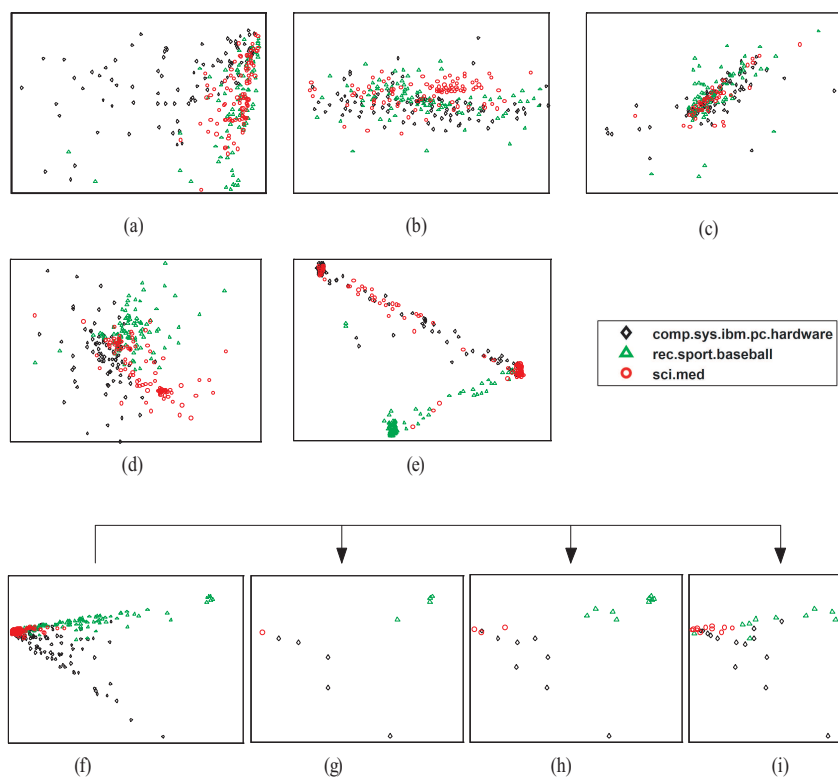 (a)
(b)
(c)
comp.sys.ibm.pc.hardware
rec.sport.baseball
sci.med
(d)
(e)
(f)
(g)
(h)
(i)